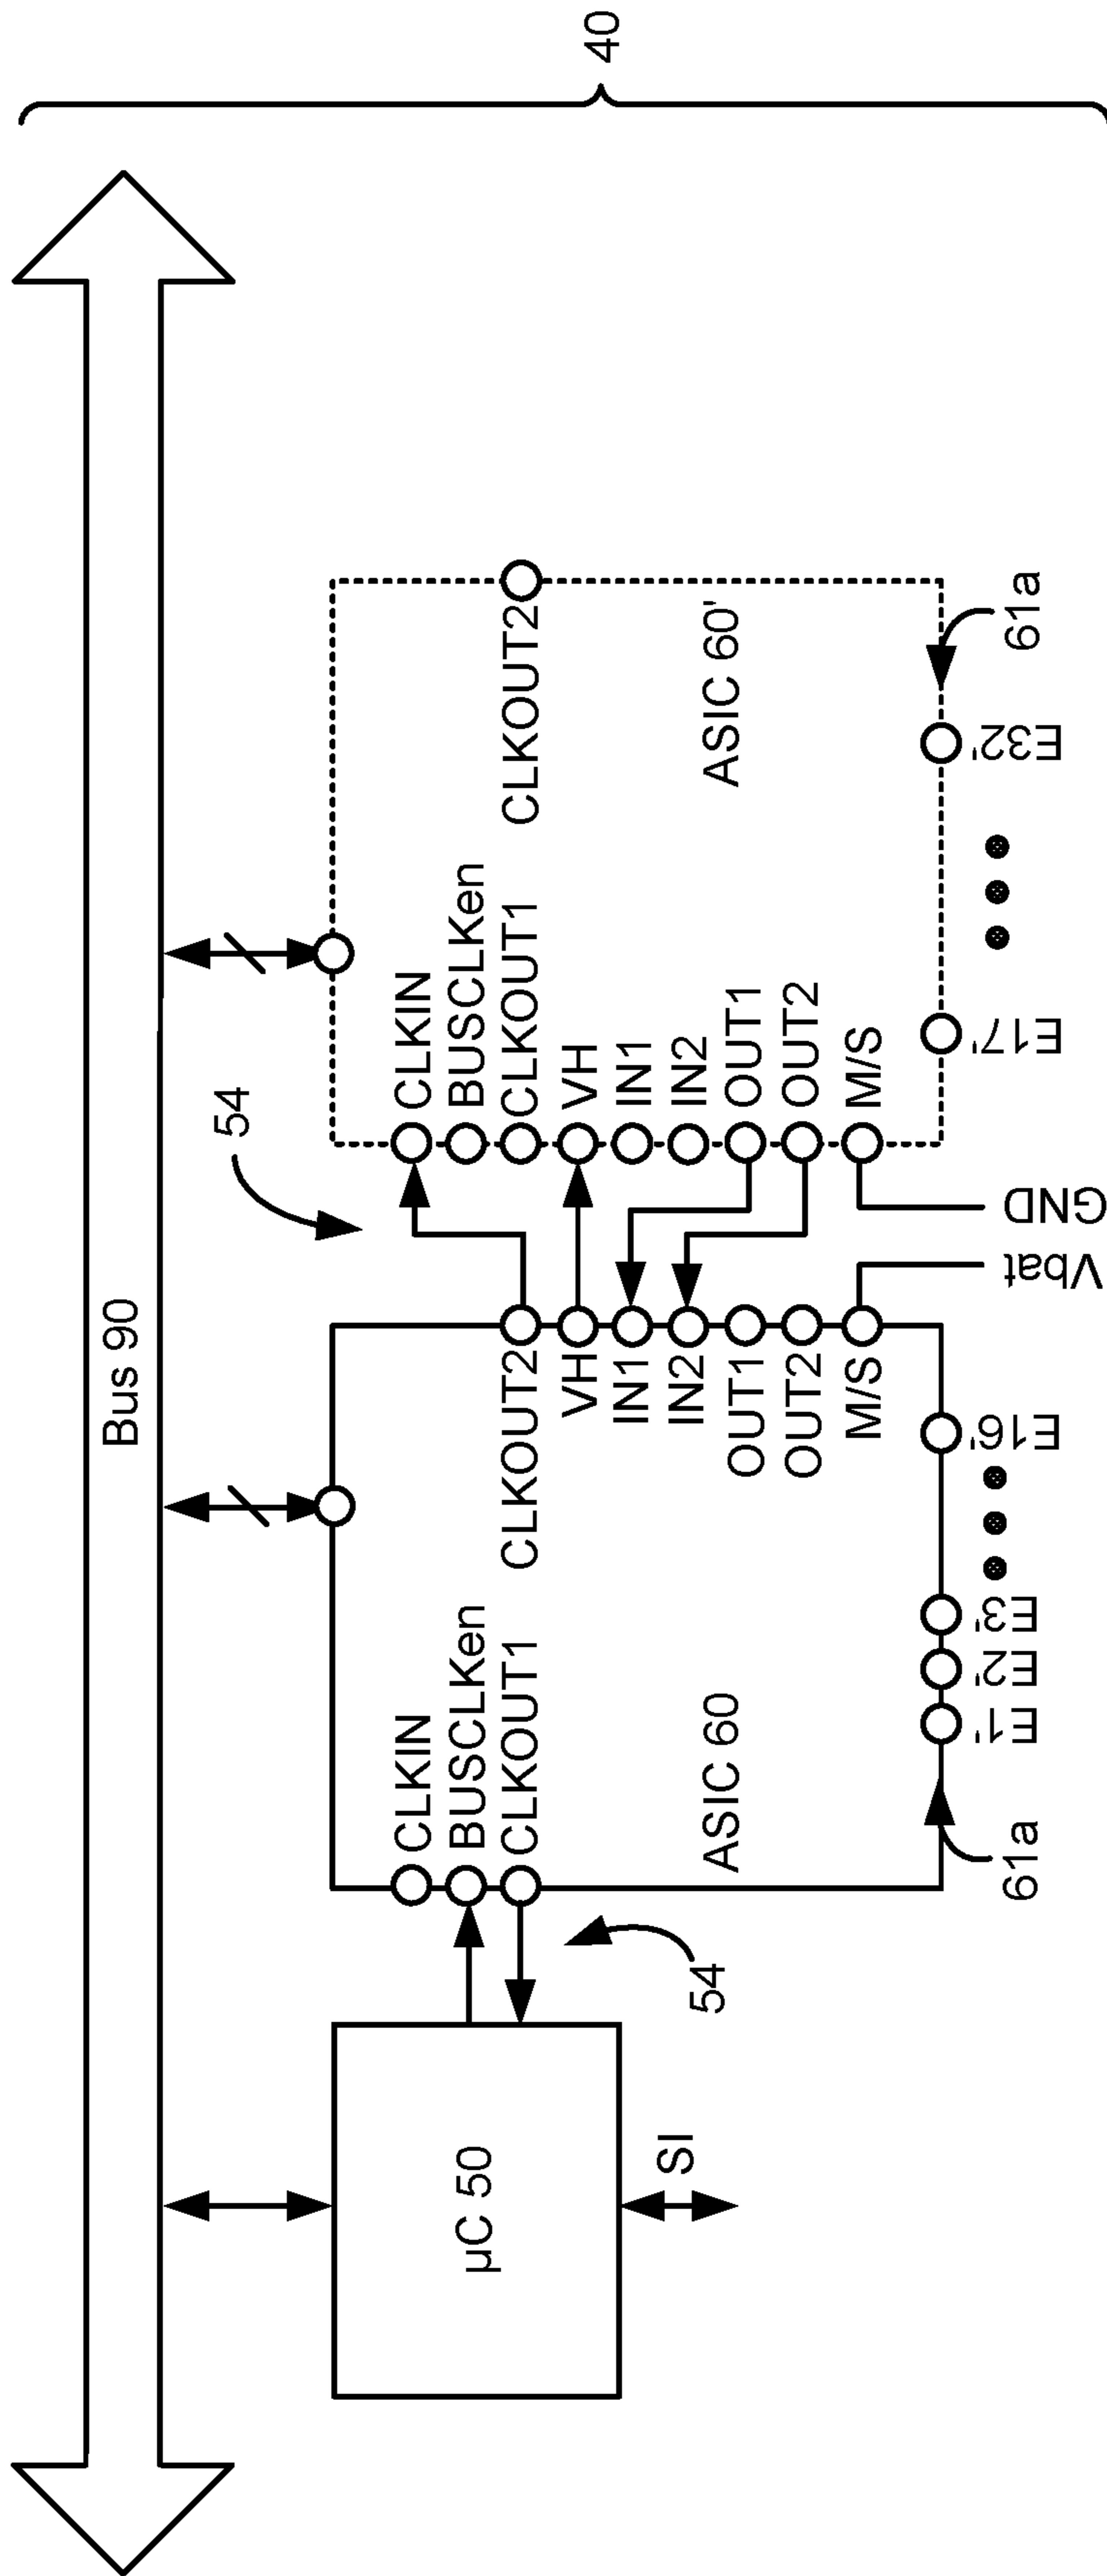 Bus 90
40
54
µC 50
SI
54
CLKIN
BUSCLKen
CLKOUT1
ASIC 60
61a
E1'
E2'
E3'
E16'
CLKOUT2
VH
IN1
IN2
OUT1
OUT2
M/S
Vbat
GND
CLKIN
BUSCLKen
CLKOUT1
VH
IN1
IN2
OUT1
OUT2
M/S
CLKOUT2
ASIC 60'
E17'
E32'
61a